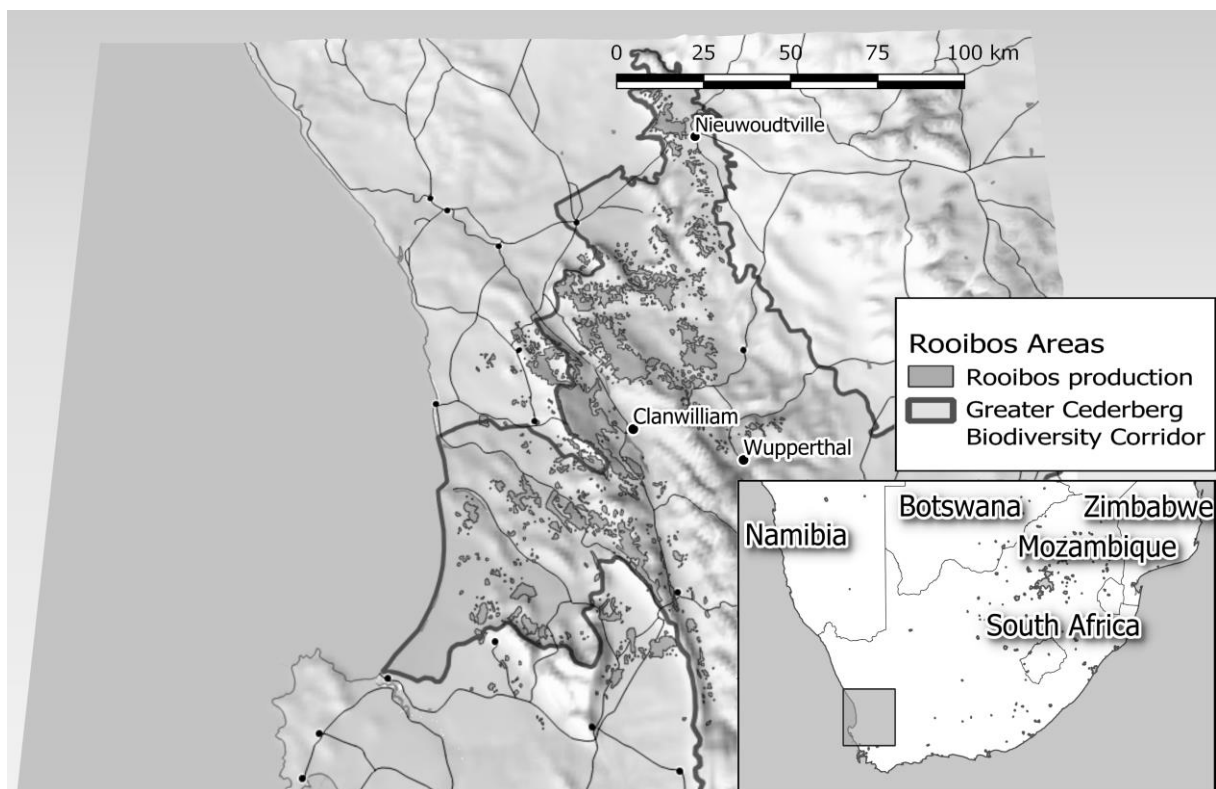 0 25 50 75 100 km
Nieuwoudtville
Rooibos Areas
Rooibos production
Greater Cederberg
Biodiversity Corridor
Clanwilliam
Wupperthal
Botswana
Zimbabwe
Namibia
Mozambique
South Africa